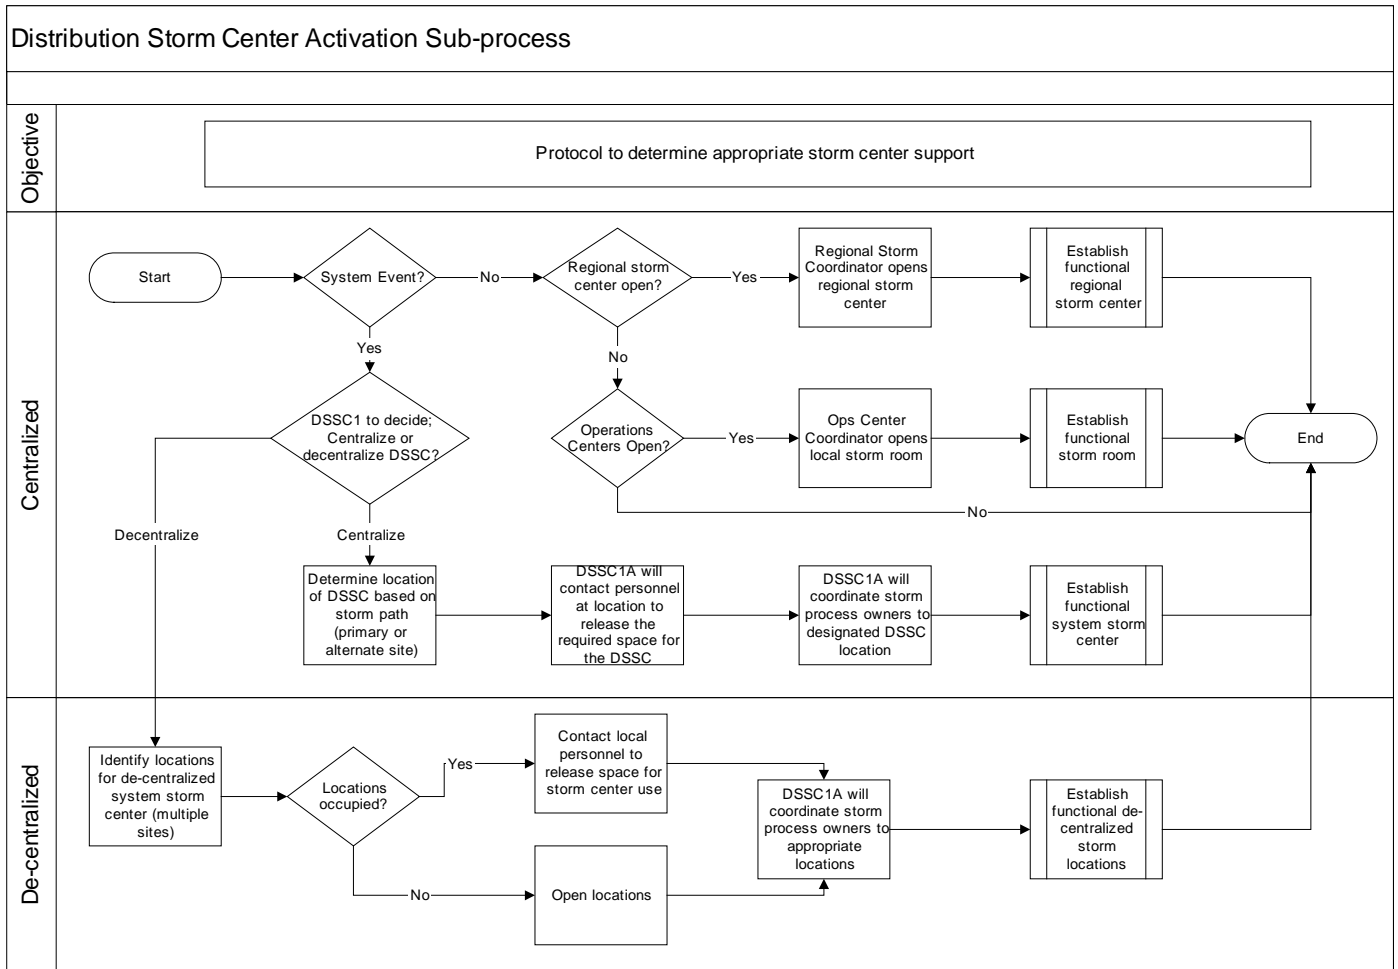 Distribution Storm Center Activation Sub-process
Objective
Protocol to determine appropriate storm center support
Centralized
Start
System Event?
No
Regional storm
center open?
Yes
Regional Storm
Coordinator opens
regional storm
center
Establish
functional
regional
storm center
Yes
No
DSSC1 to decide;
Centralize or
decentralize DSSC?
Operations
Centers Open?
Yes
Ops Center
Coordinator opens
local storm room
Establish
functional
storm room
End
No
Decentralize
Centralize
Determine location
of DSSC based on
storm path
(primary or
alternate site)
DSSC1A will
contact personnel
at location to
release the
required space for
the DSSC
DSSC1A will
coordinate storm
process owners to
designated DSSC
location
Establish
functional
system storm
center
De-centralized
Identify locations
for de-centralized
system storm
center (multiple
sites)
Locations
occupied?
Yes
Contact local
personnel to
release space for
storm center use
No
Open locations
DSSC1A will
coordinate storm
process owners to
appropriate
locations
Establish
functional de-
centralized
storm
locations